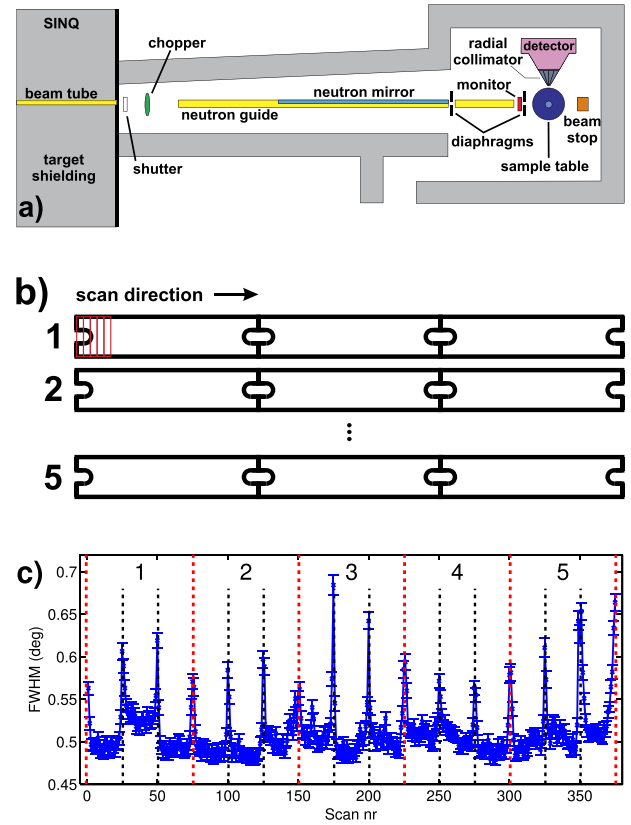 SINQ
chopper
radial
collimator
detector
monitor
beam tube
neutron mirror
neutron guide
beam
stop
diaphragms
target
shielding
shutter
sample table
a)
b)
scan direction
1
2
5
c)
1 2 3 4 5
0.7
0.65
0.6
0.55
0.5
0.45
FWHM (deg)
0 50 100 150 200 250 300 350
Scan nr